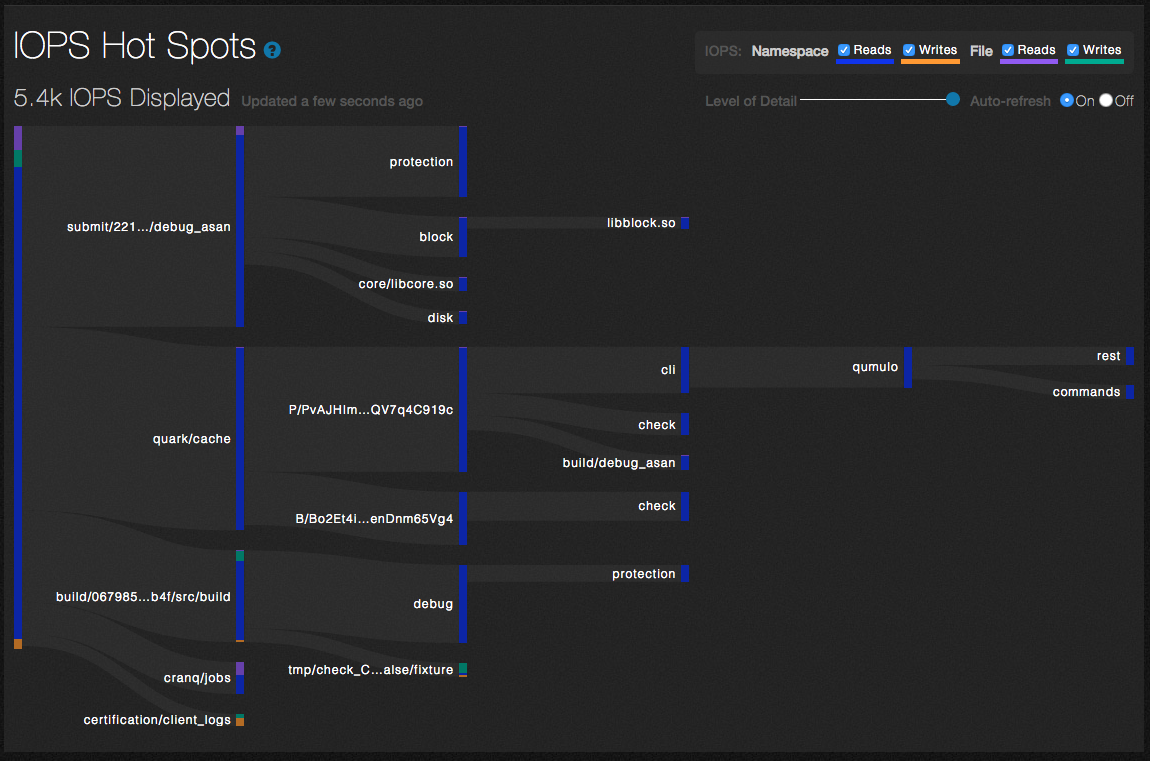 IOPS Hot Spots ?
IOPS: Namespace Reads Writes File Reads Writes
5.4k IOPS Displayed Updated a few seconds ago
Level of Detail Auto-refresh On Off
protection
submit/221.../debug_asan
libblock.so
block
core/libcore.so
disk
rest
qumulo
cli
commands
P/PvAJHIm...QV7q4C919c
check
quark/cache
build/debug_asan
check
B/Bo2Et4i...enDnm65Vg4
protection
build/067985...b4f/src/build
debug
tmp/check_C...alse/fixture
cranq/jobs
certification/client_logs